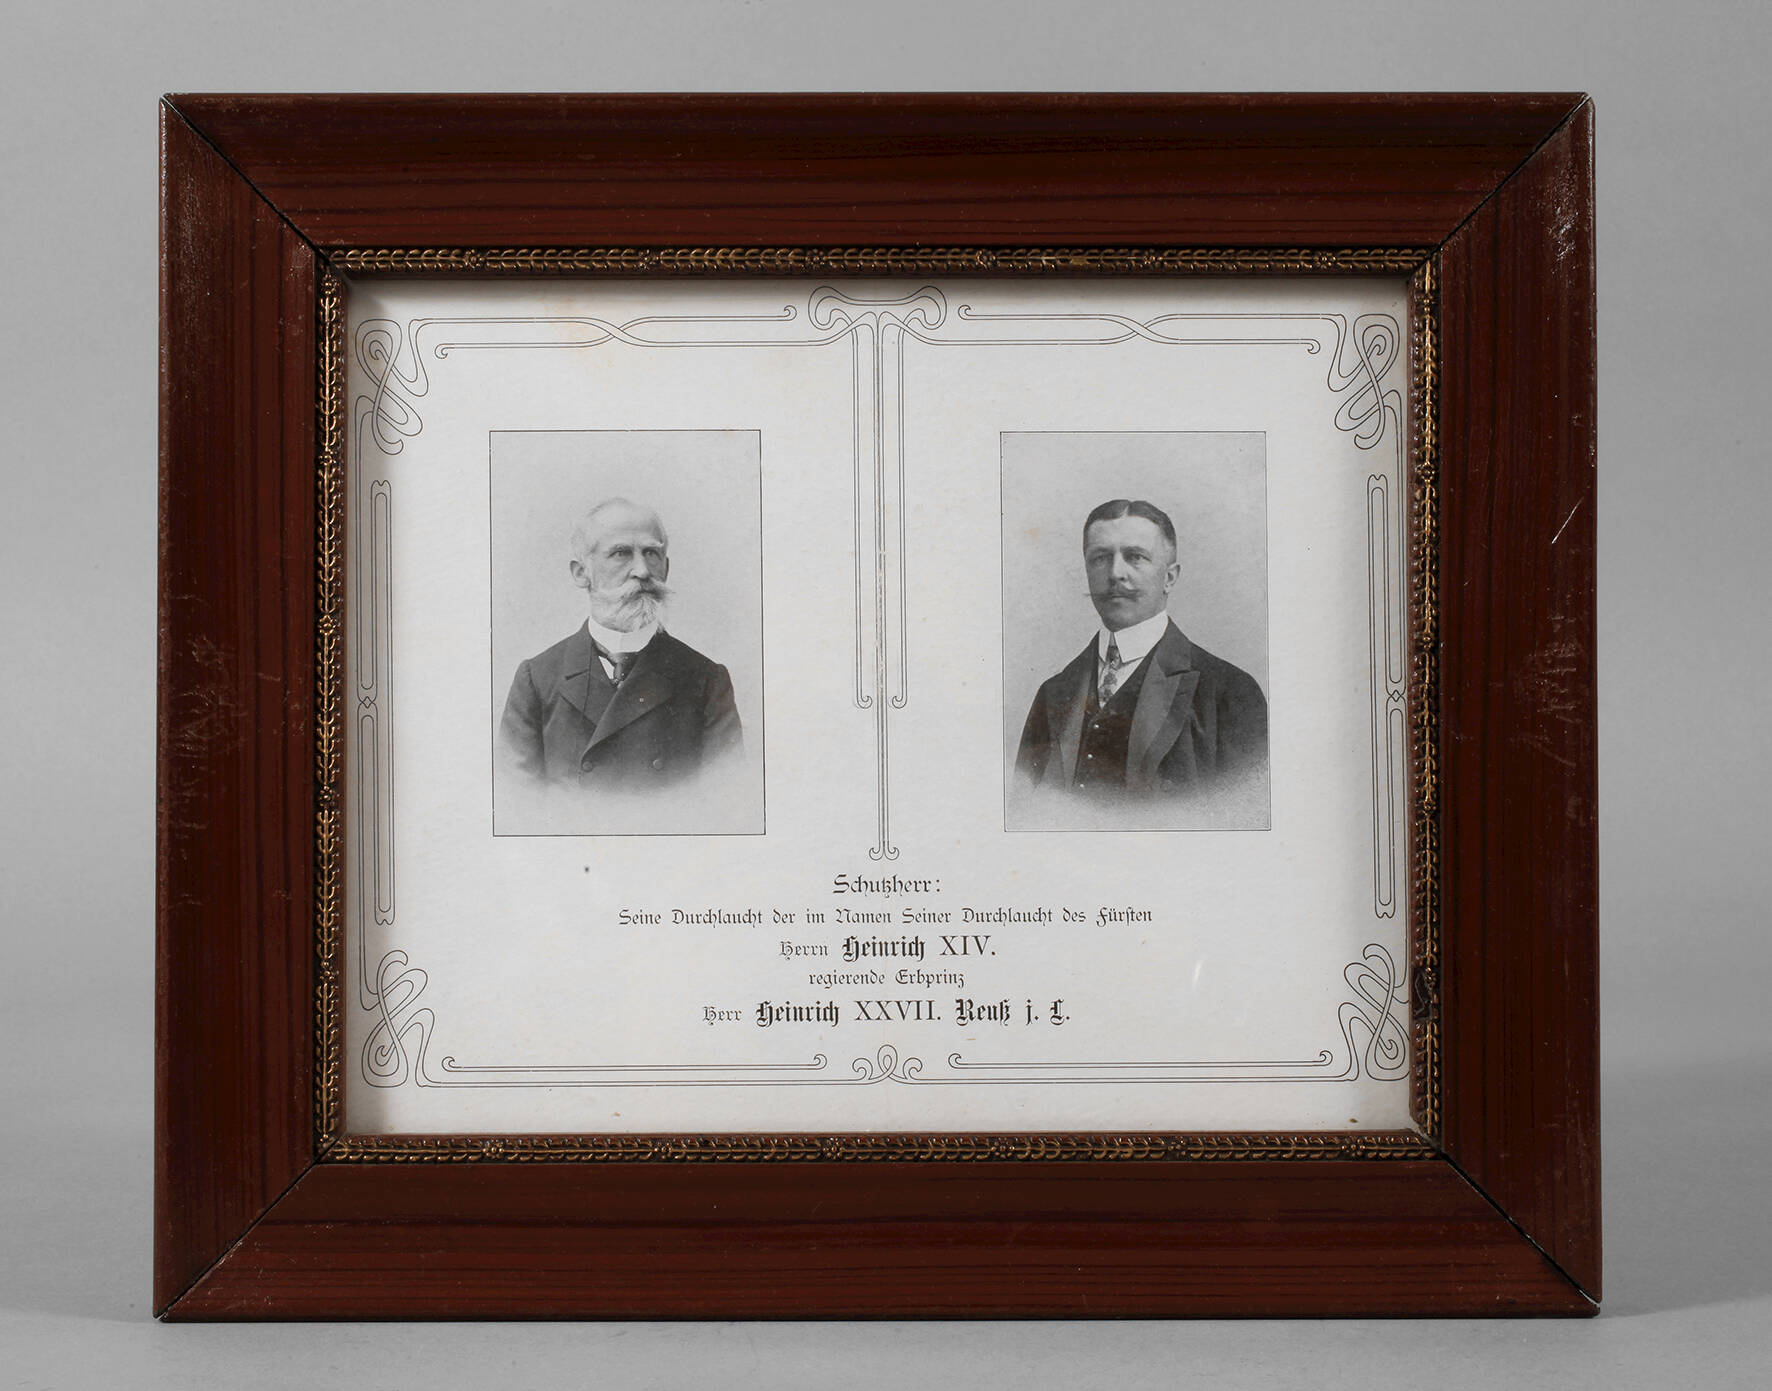 Schutzherr:
Seine Durchlaucht der im Namen Seiner Durchlaucht des Fürsten
Herrn Heinrich XIV.
regierende Erbprinz
Herr Heinrich XXVII. Reuß j. L.